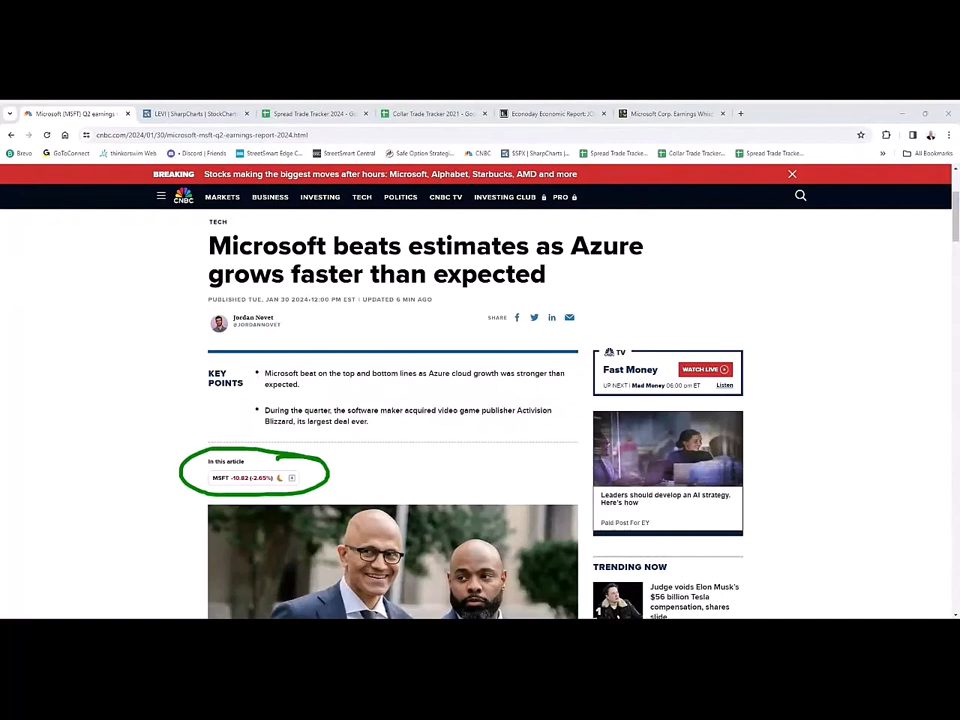 Microsoft (MSFT) Q2 earnings
LEVI | SharpCharts | StockChart
Spread Trade Tracker 2024 - Go
Collar Trade Tracker 2021 - Goo
Econoday Economic Report: JO
Microsoft Corp. Earnings Whis
cnbc.com/2024/01/30/microsoft-msft-q2-earnings-report-2024.html
Brevo
GoToConnect
thinkorswim Web
• Discord | Friends
StreetSmart Edge C...
StreetSmart Central
Safe Option Strategi...
CNBC
$SPX | SharpCharts |...
Spread Trade Tracke...
Collar Trade Tracker...
Spread Trade Tracke...
»
All Bookmarks
BREAKING
Stocks making the biggest moves after hours: Microsoft, Alphabet, Starbucks, AMD and more
CNBC
MARKETS
BUSINESS
INVESTING
TECH
POLITICS
CNBC TV
INVESTING CLUB
PRO
TECH
Microsoft beats estimates as Azure
grows faster than expected
PUBLISHED TUE, JAN 30 2024•12:00 PM EST | UPDATED 6 MIN AGO
Jordan Novet
@JORDANNOVET
SHARE
KEY
POINTS
• Microsoft beat on the top and bottom lines as Azure cloud growth was stronger than
expected.
• During the quarter, the software maker acquired video game publisher Activision
Blizzard, its largest deal ever.
In this article
MSFT -10.82 (-2.65%)
TV
Fast Money
WATCH LIVE
UP NEXT | Mad Money 06:00 pm ET
Listen
Leaders should develop an AI strategy.
Here's how
Paid Post For EY
TRENDING NOW
1
Judge voids Elon Musk's
$56 billion Tesla
compensation, shares
slide